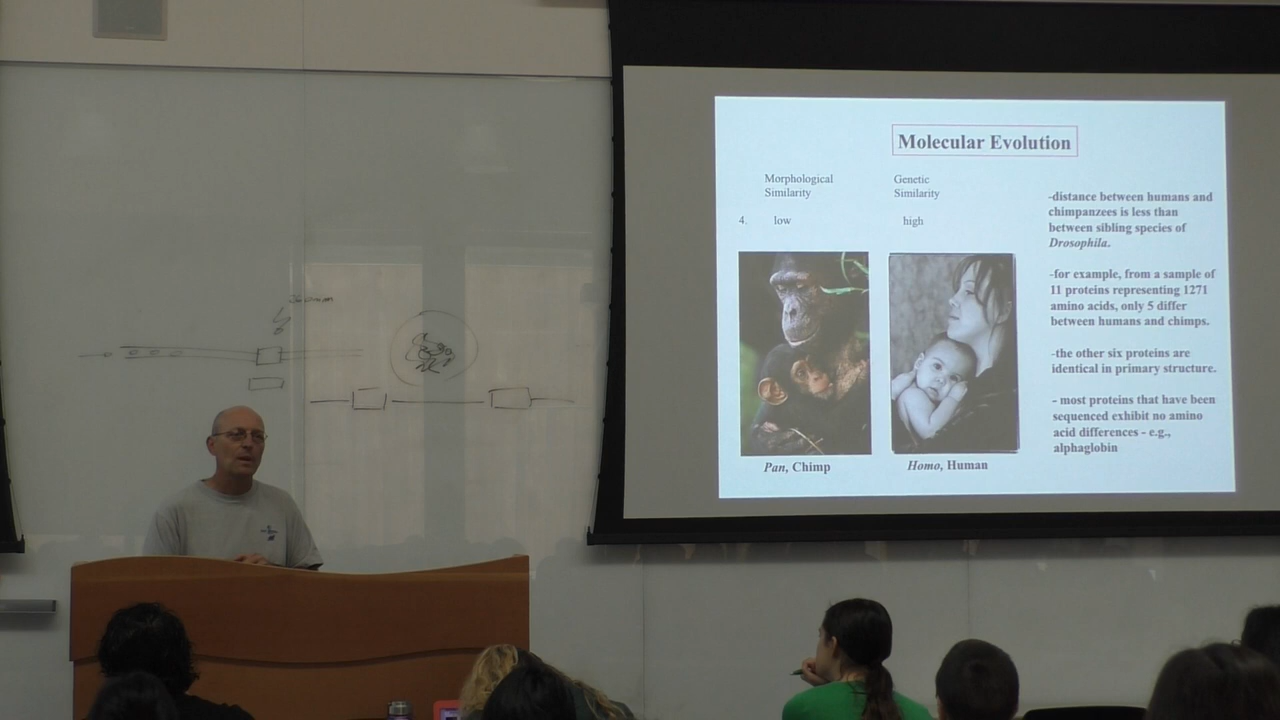 Molecular Evolution
Morphological
Similarity
Genetic
Similarity
4. low high
-distance between humans and
chimpanzees is less than
between sibling species of
Drosophila.
-for example, from a sample of
11 proteins representing 1271
amino acids, only 5 differ
between humans and chimps.
-the other six proteins are
identical in primary structure.
- most proteins that have been
sequenced exhibit no amino
acid differences - e.g.,
alphaglobin
Pan, Chimp
Homo, Human